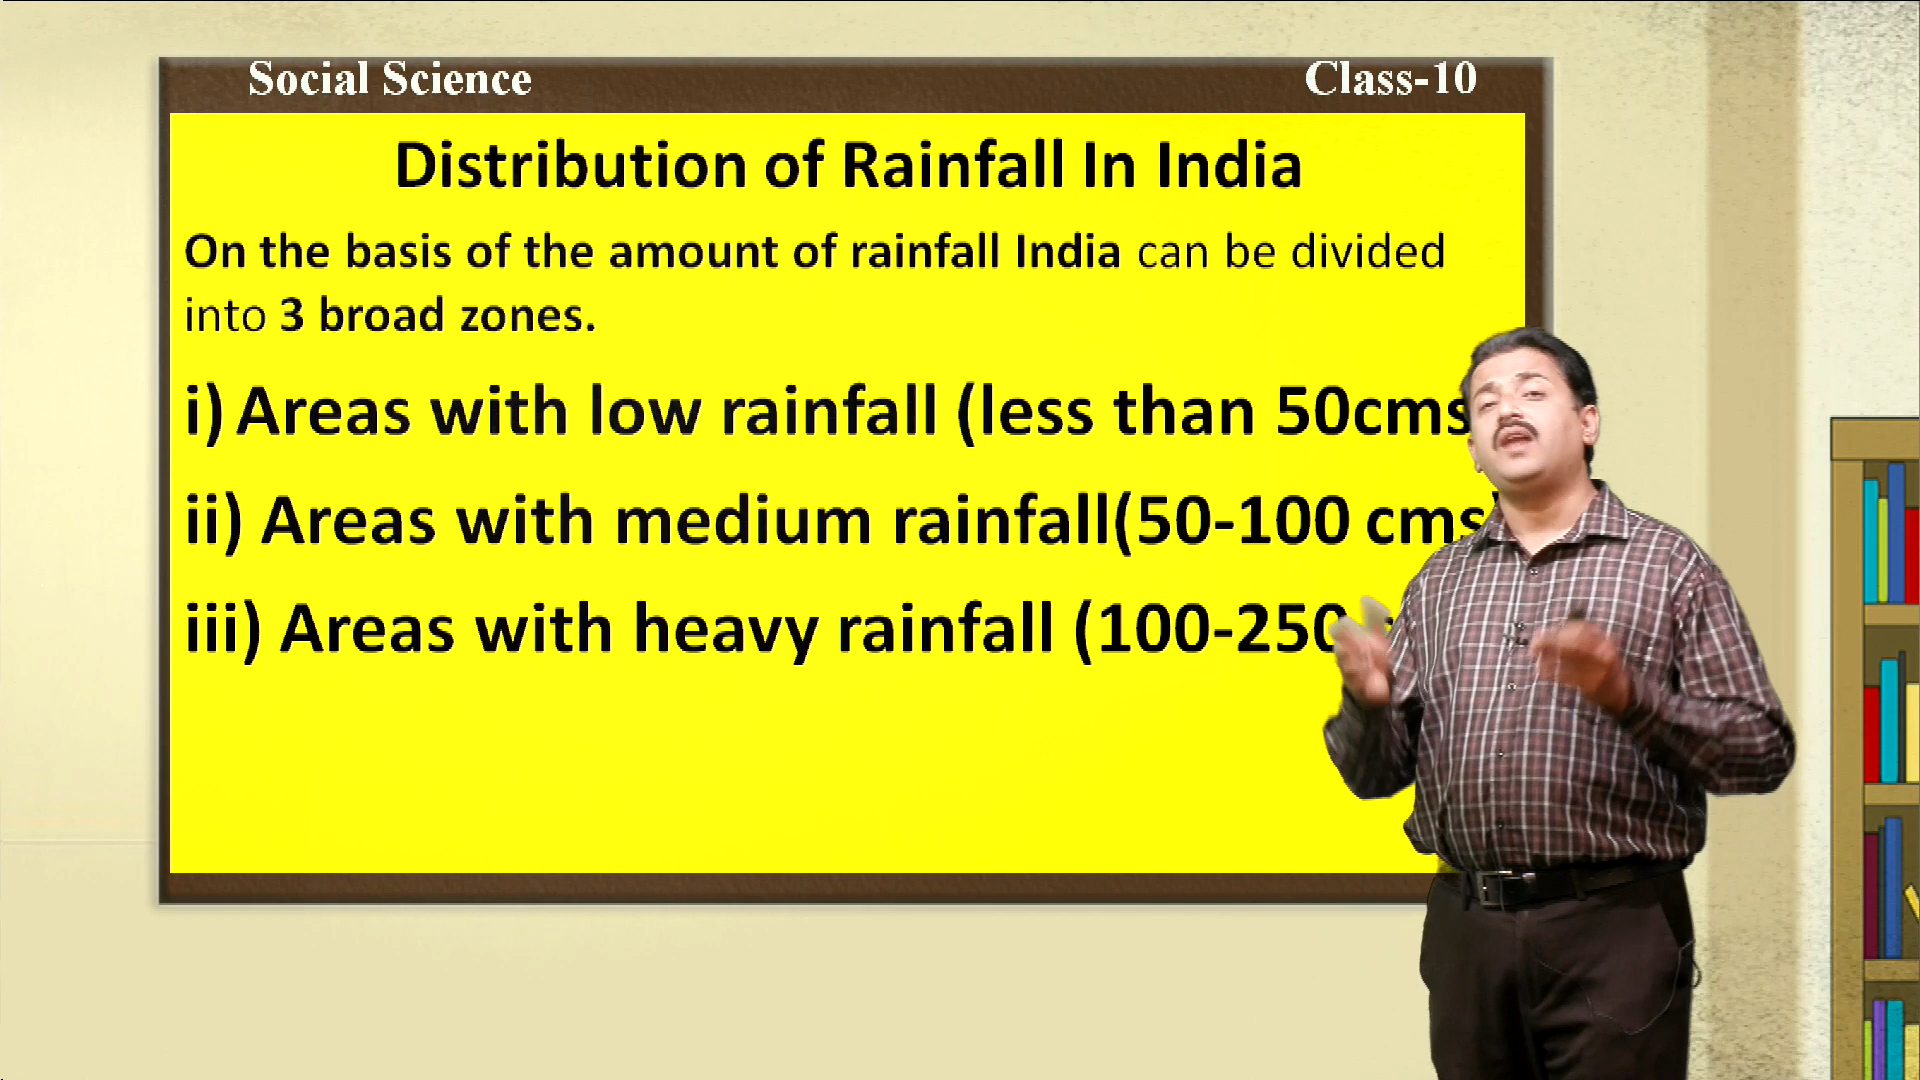 Social Science
Class-10
Distribution of Rainfall In India
On the basis of the amount of rainfall India can be divided
into 3 broad zones.
i) Areas with low rainfall (less than 50cms
ii) Areas with medium rainfall(50-100 cms)
iii) Areas with heavy rainfall (100-250